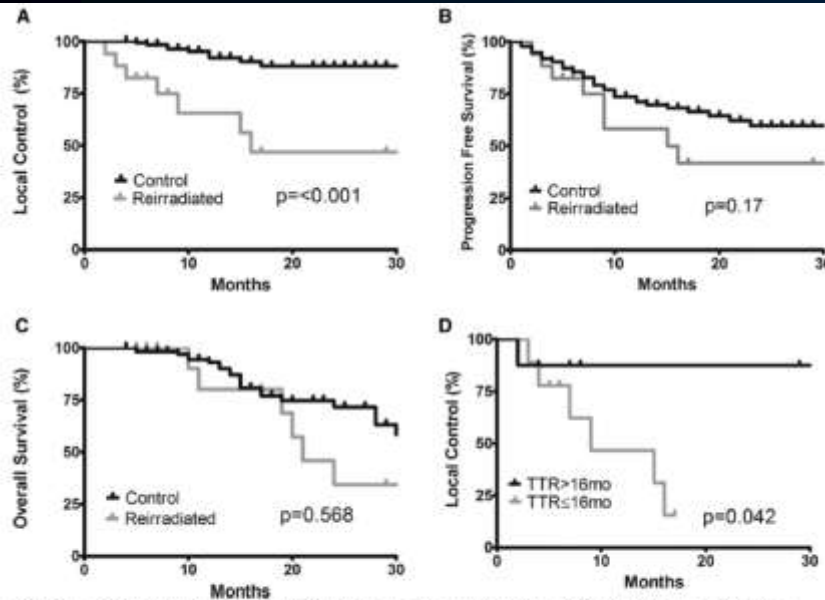 A
Local Control (%)
100
75
50
25
0
Control
Reirradiated
p=<0.001
0 10 20 30
Months
B
Progression Free Survival (%)
100
75
50
25
0
Control
Reirradiated
p=0.17
0 10 20 30
Months
C
Overall Survival (%)
100
75
50
25
0
Control
Reirradiated
p=0.568
0 10 20 30
Months
D
Local Control (%)
100
75
50
25
0
TTR>16mo
TTR≤16mo
p=0.042
0 10 20 30
Months